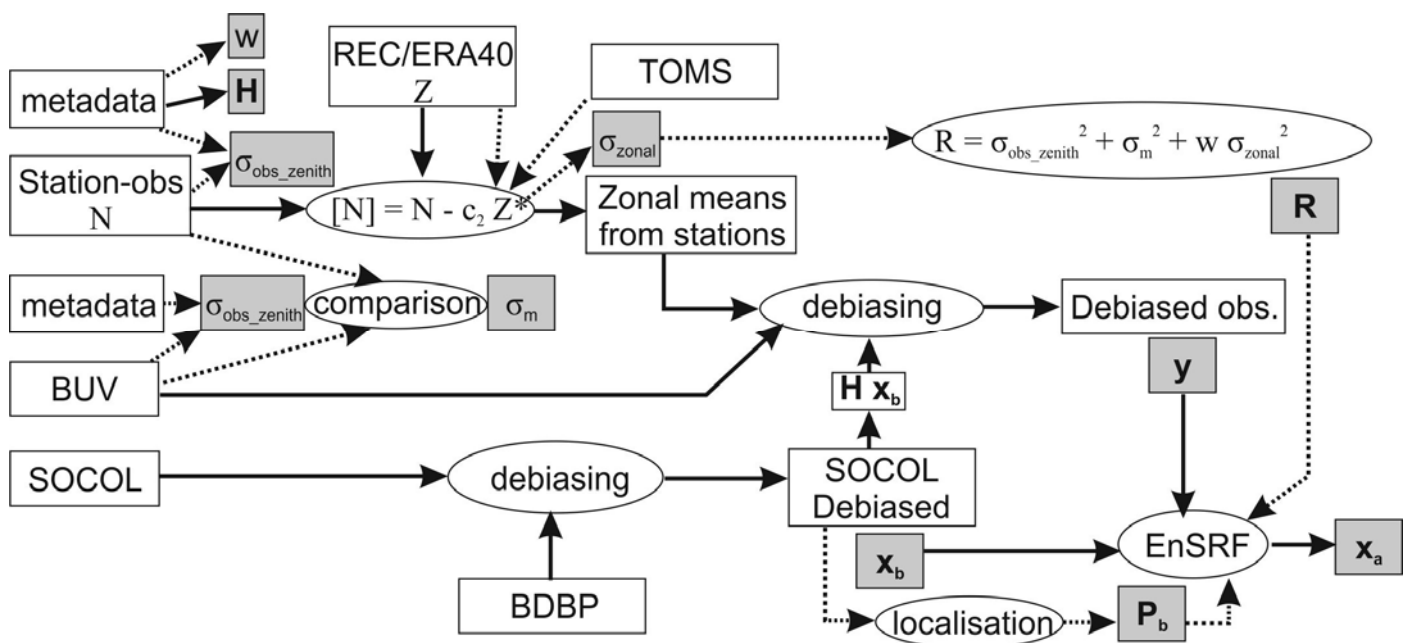 w
REC/ERA40
Z
TOMS
metadata
H
σobs_zenith
σzonal
R = σobs_zenith² + σm² + w σzonal²
Station-obs
N
[N] = N - c₂ Z*
Zonal means
from stations
R
metadata
σobs_zenith
comparison
σm
debiasing
Debiased obs.
BUV
H xb
y
SOCOL
debiasing
SOCOL
Debiased
EnSRF
xa
xb
BDBP
localisation
Pb